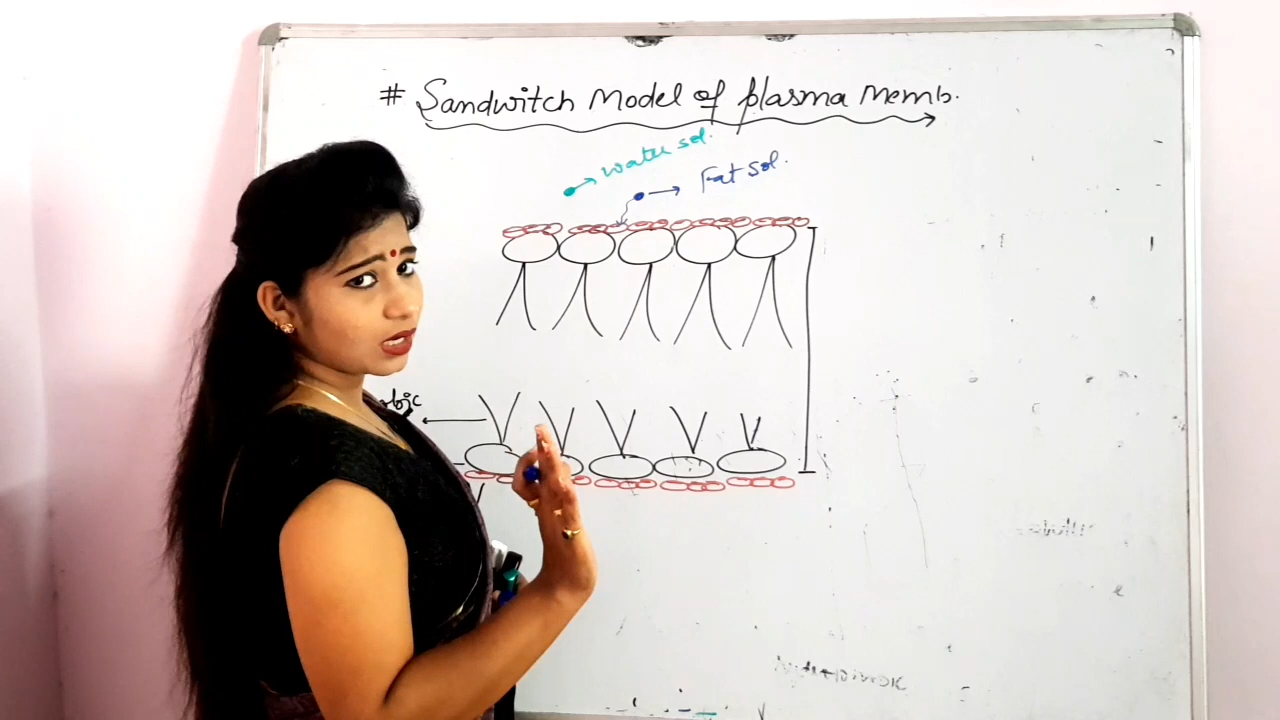 # Sandwitch Model of plasma Memb.
water sol.
Fat sol.